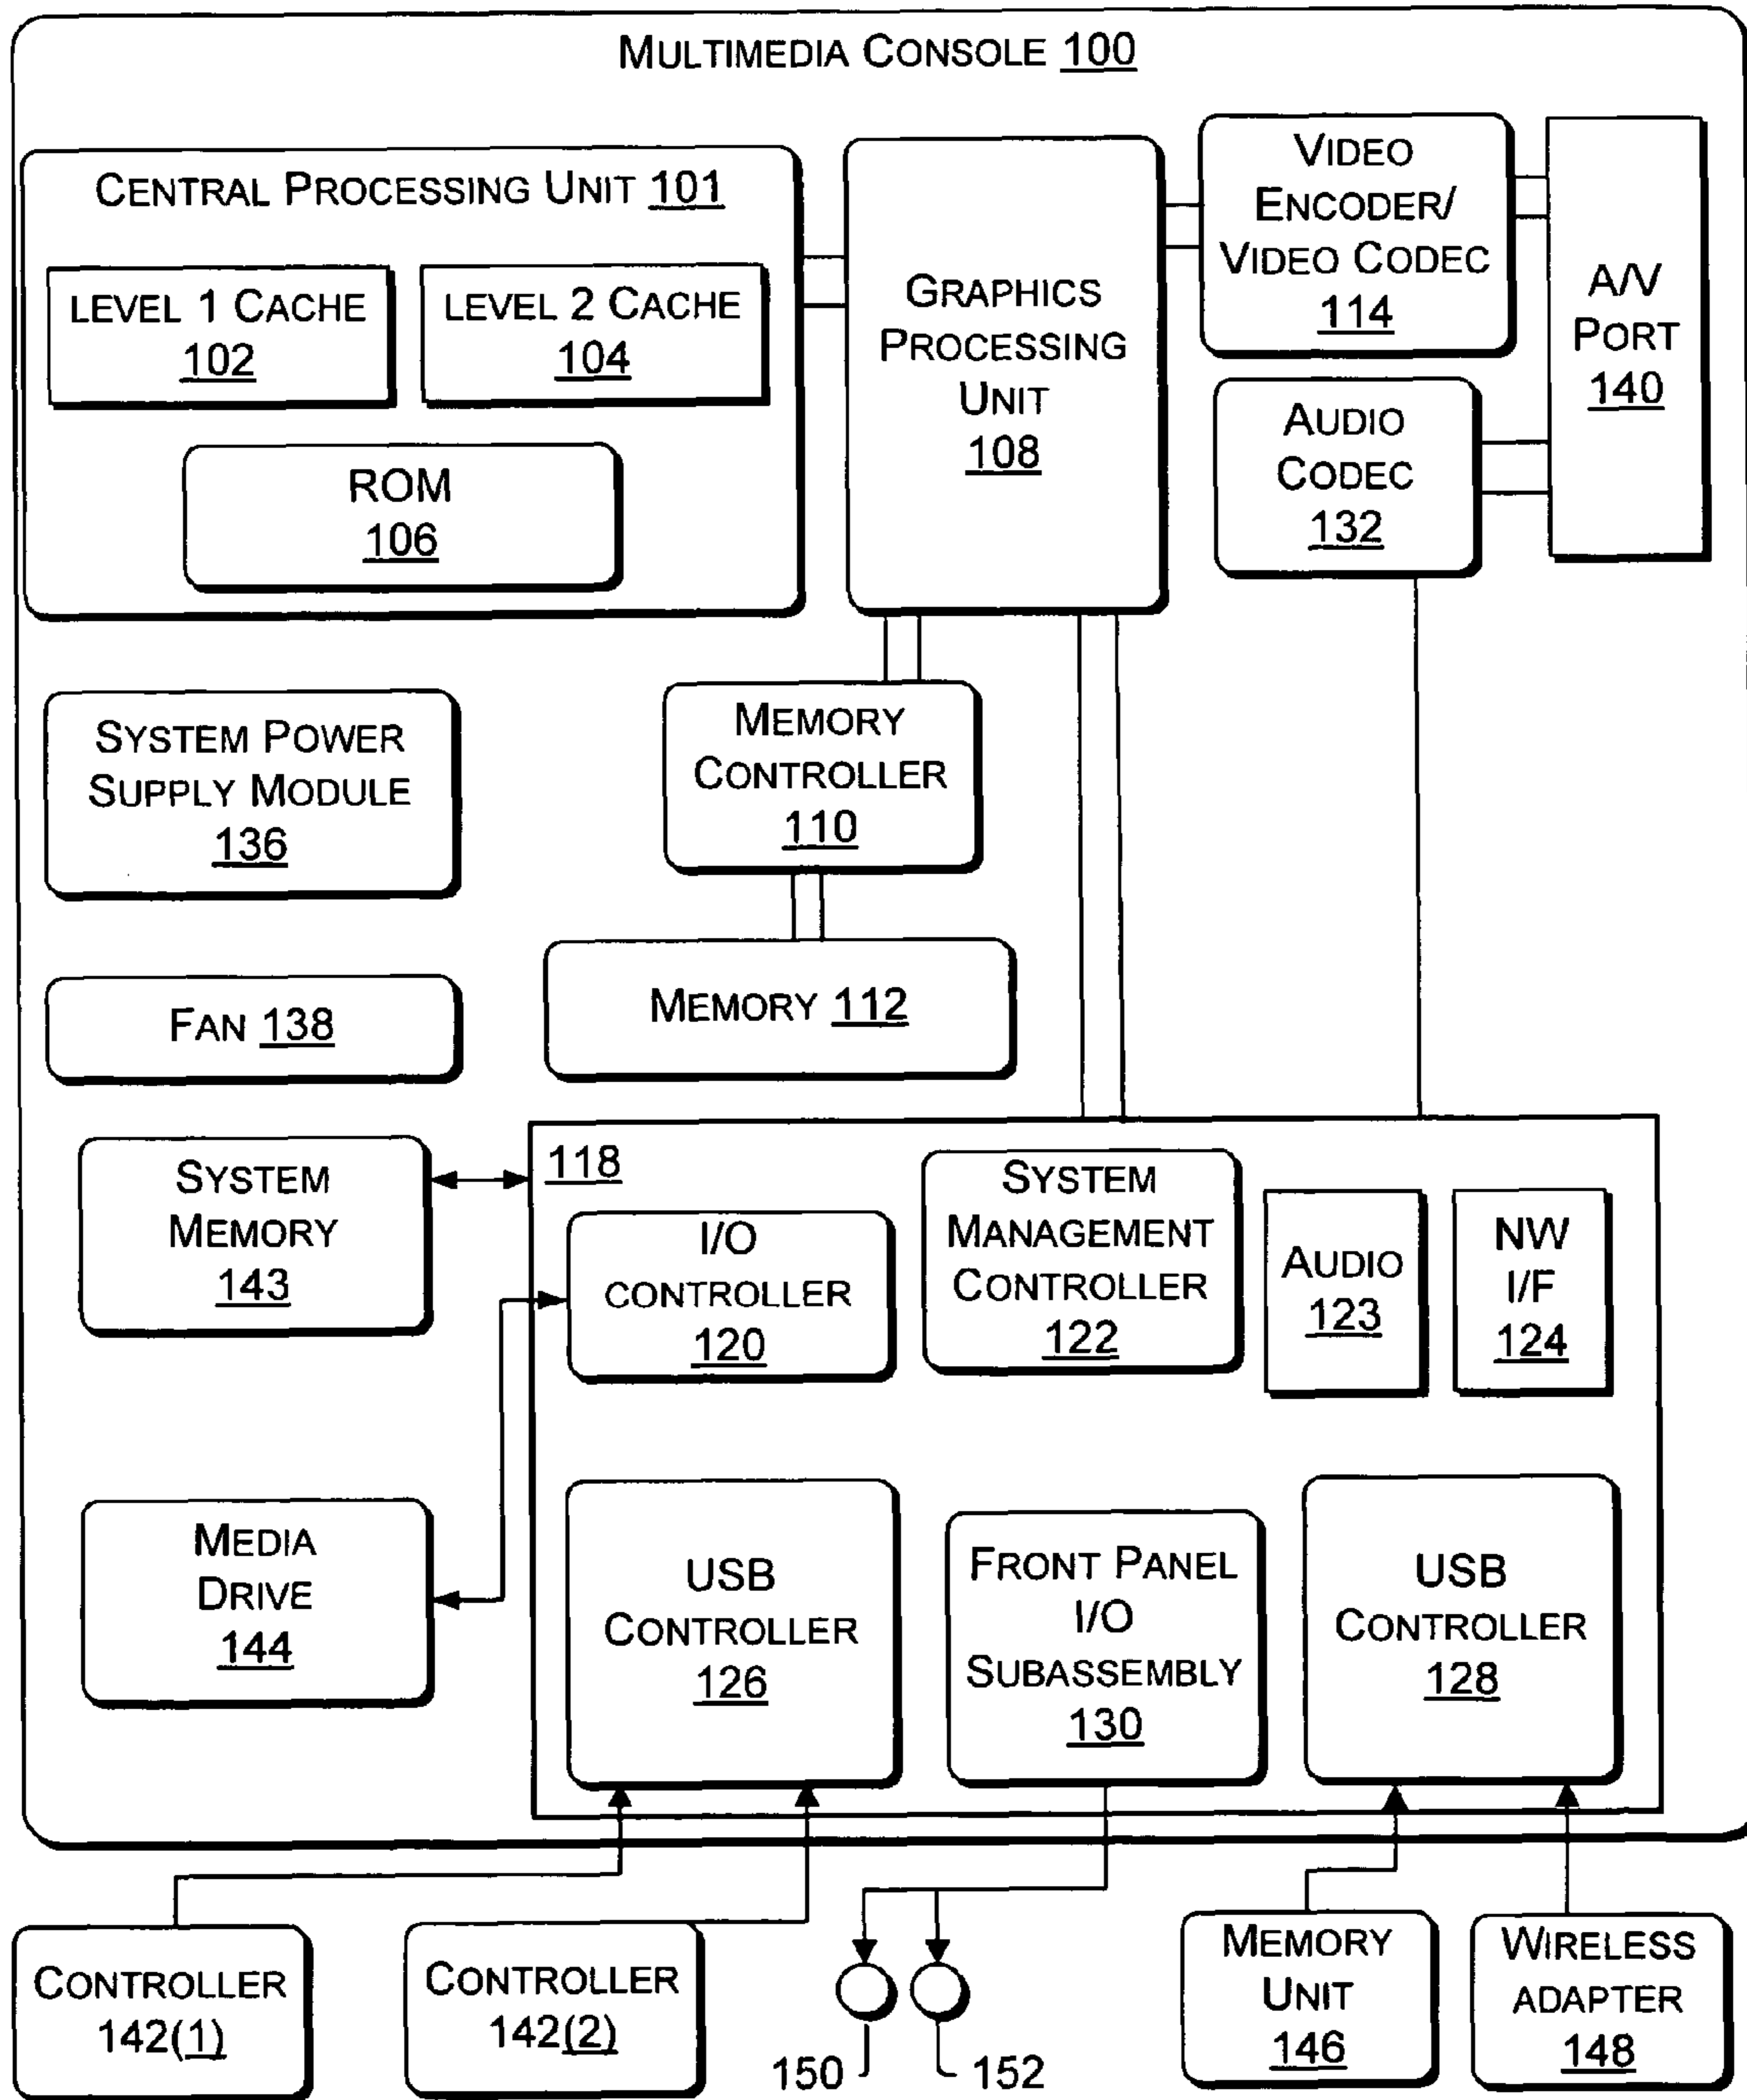 MULTIMEDIA CONSOLE 100
CENTRAL PROCESSING UNIT 101
LEVEL 1 CACHE
102
LEVEL 2 CACHE
104
ROM
106
GRAPHICS
PROCESSING
UNIT
108
VIDEO
ENCODER/
VIDEO CODEC
114
A/V
PORT
140
AUDIO
CODEC
132
SYSTEM POWER
SUPPLY MODULE
136
MEMORY
CONTROLLER
110
FAN 138
MEMORY 112
SYSTEM
MEMORY
143
118
I/O
CONTROLLER
120
SYSTEM
MANAGEMENT
CONTROLLER
122
AUDIO
123
NW
I/F
124
MEDIA
DRIVE
144
USB
CONTROLLER
126
FRONT PANEL
I/O
SUBASSEMBLY
130
USB
CONTROLLER
128
CONTROLLER
142(1)
CONTROLLER
142(2)
150
152
MEMORY
UNIT
146
WIRELESS
ADAPTER
148